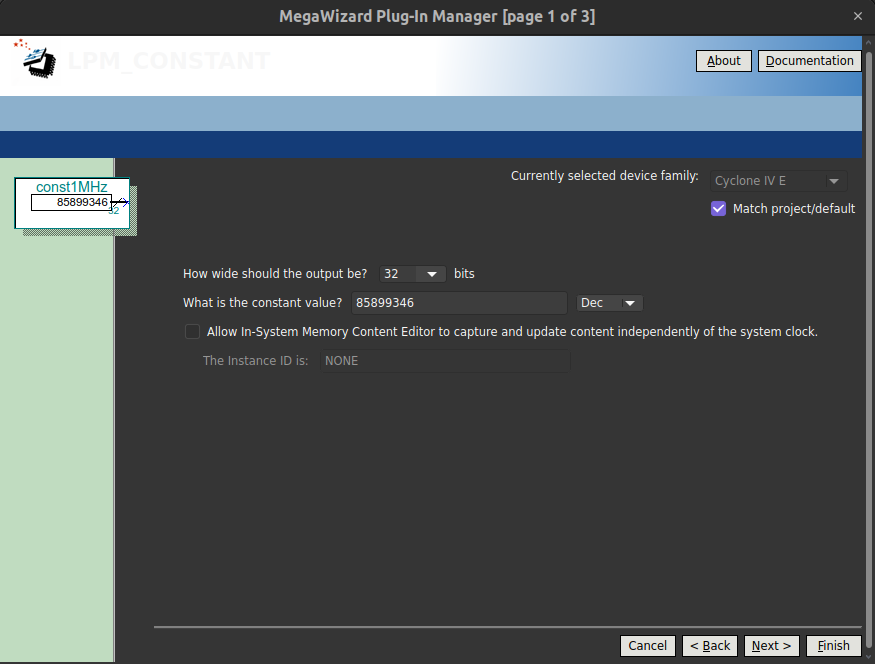 MegaWizard Plug-In Manager [page 1 of 3]
LPM_CONSTANT
About
Documentation
const1MHz
85899346
32
Currently selected device family:
Cyclone IV E
Match project/default
How wide should the output be? 32 bits
What is the constant value? 85899346 Dec
Allow In-System Memory Content Editor to capture and update content independently of the system clock.
The Instance ID is: NONE
Cancel < Back Next > Finish